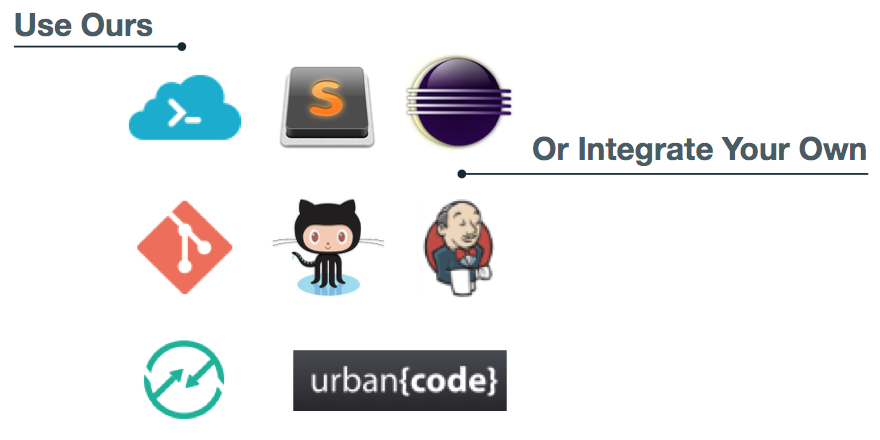 Use Ours
S
Or Integrate Your Own
urban{code}